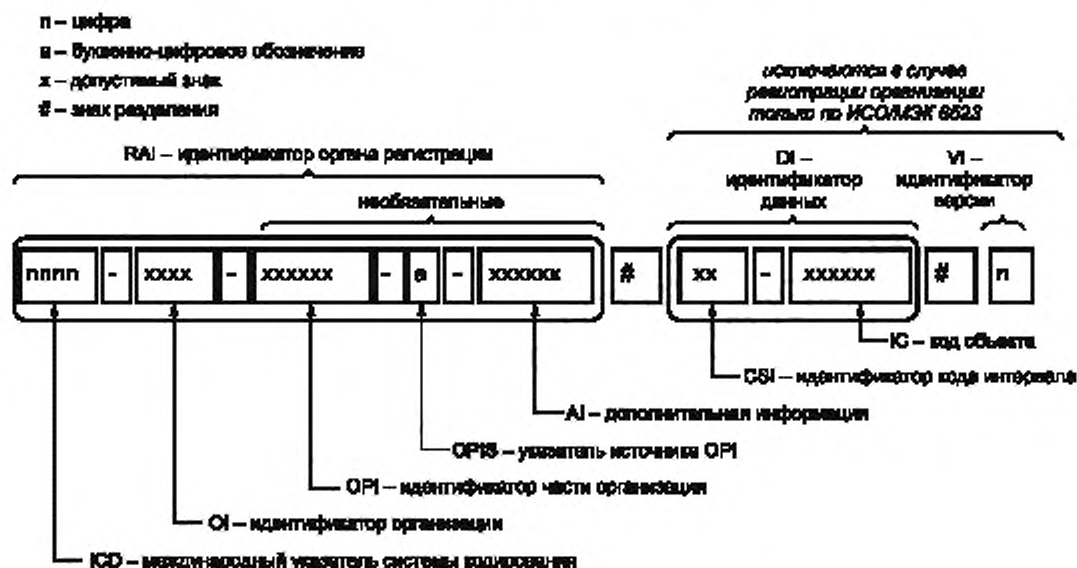 n – цифра
а – буквенно-цифровое обозначение
х – допустимый знак
# – знак разделения
исключаются в случае
регистрации организации
только по ИСО/МЭК 6523
RAI – идентификатор органа регистрации
DI –
идентификатор
данных
VI –
идентификатор
версии
необязательные
nnnn - xxxx - xxxxxx - a - xxxxxx # xx - xxxxxx # n
IC – код объекта
CSI – идентификатор кода интервала
AI – дополнительная информация
OPIS – указатель источника OPI
OPI – идентификатор части организации
OI – идентификатор организации
ICD – международный указатель системы кодирования